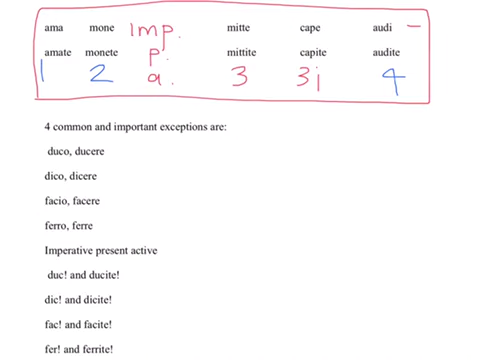 ama mone Imp. mitte cape audi –
amate monete p. mittite capite audite
1 2 a. 3 3i 4
4 common and important exceptions are:
duco, ducere
dico, dicere
facio, facere
ferro, ferre
Imperative present active
duc! and ducite!
dic! and dicite!
fac! and facite!
fer! and ferrite!